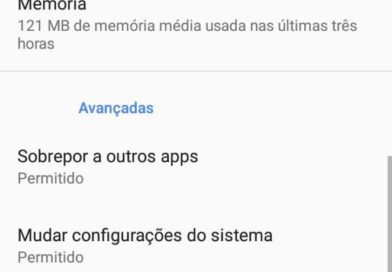 Memória
121 MB de memória média usada nas últimas três
horas
Avançadas
Sobrepor a outros apps
Permitido
Mudar configurações do sistema
Permitido